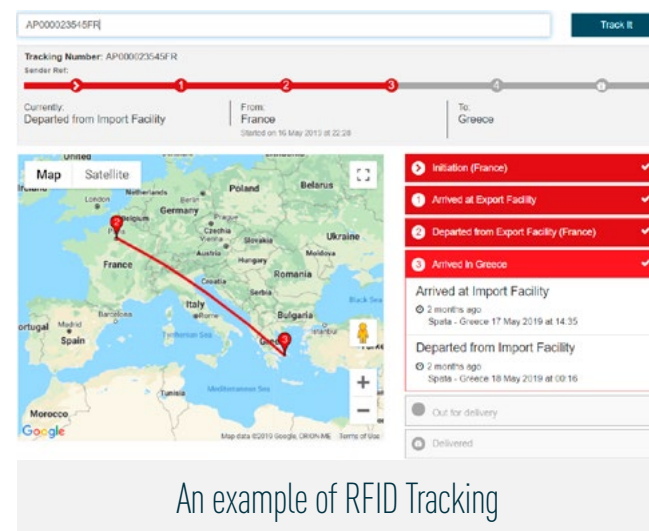 AP000023545FR
Track It
Tracking Number: AP000023545FR
Sender Ref:
1
2
3
4
Currently:
Departed from Import Facility
From:
France
Started on 16 May 2019 at 22:28
To:
Greece
Map
Satellite
United
London
Netherlands
Berlin
Poland
Belarus
Belgium
Germany
Prague
Czechia
Vienna
Slovakia
Ukraine
2
France
Austria
Hungary
Moldova
Croatia
Romania
Serbia
Italy
Black Sea
Barcelona
Rome
Bulgaria
Madrid
Spain
Tyrrhenian Sea
Istanbul
3
Tunisia
Mediterranean Sea
Morocco
Google
Map data ©2019 Google, ORION-ME
Terms of Use
Initiation (France)
1 Arrived at Export Facility
2 Departed from Export Facility (France)
3 Arrived in Greece
Arrived at Import Facility
2 months ago
Spata - Greece 17 May 2019 at 14:35
Departed from Import Facility
2 months ago
Spata - Greece 18 May 2019 at 00:16
Out for delivery
Delivered
An example of RFID Tracking